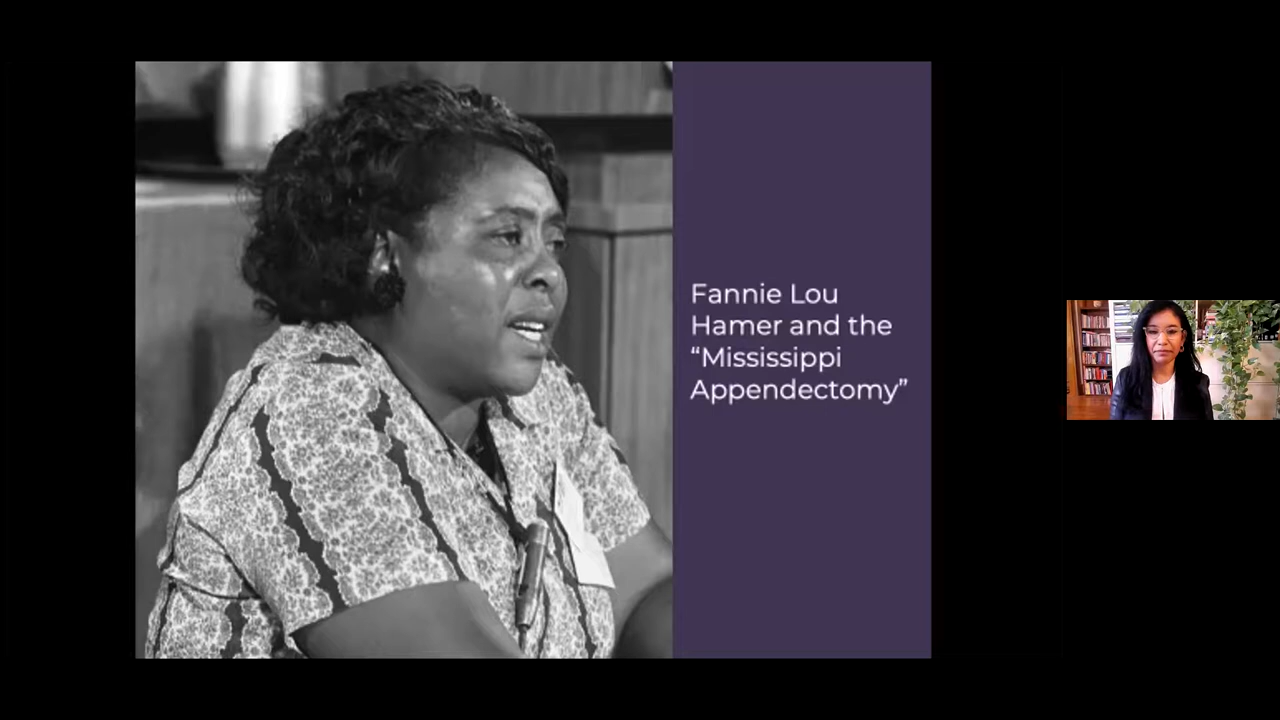 Fannie Lou
Hamer and the
“Mississippi
Appendectomy”